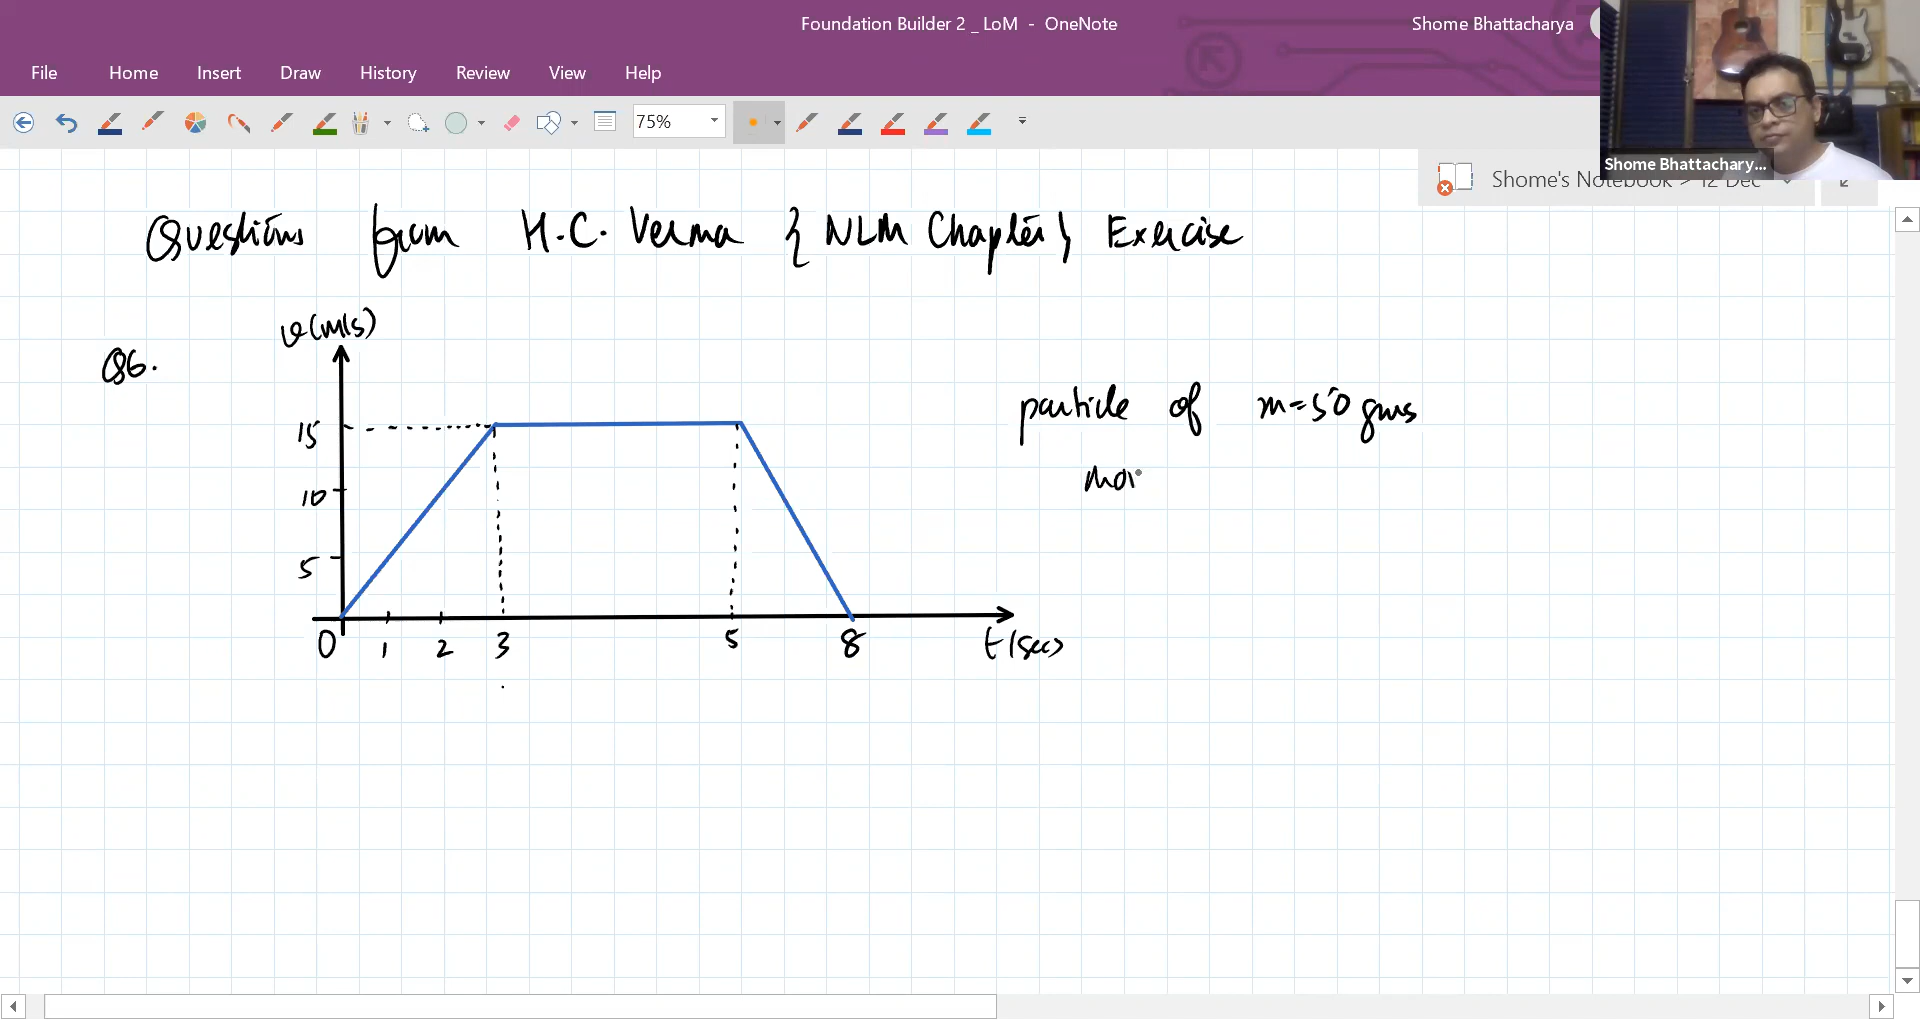 Foundation Builder 2 _ LoM - OneNote
Shome Bhattacharya
File Home Insert Draw History Review View Help
75%
Shome Bhattachary...
Shome's Notebook > 12 Dec
Questions from H.C. Verma { NLM Chapter } Exercise
v(m/s)
Q6.
15
10
5
0 1 2 3 5 8 t (sec)
particle of m=50 gms